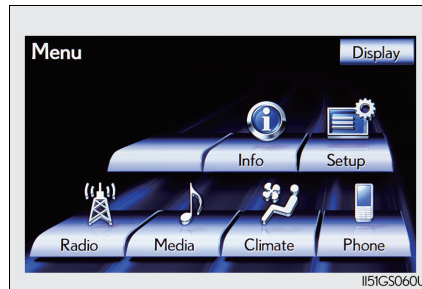 Menu
Display
Info
Setup
Radio
Media
Climate
Phone
II51GS060U